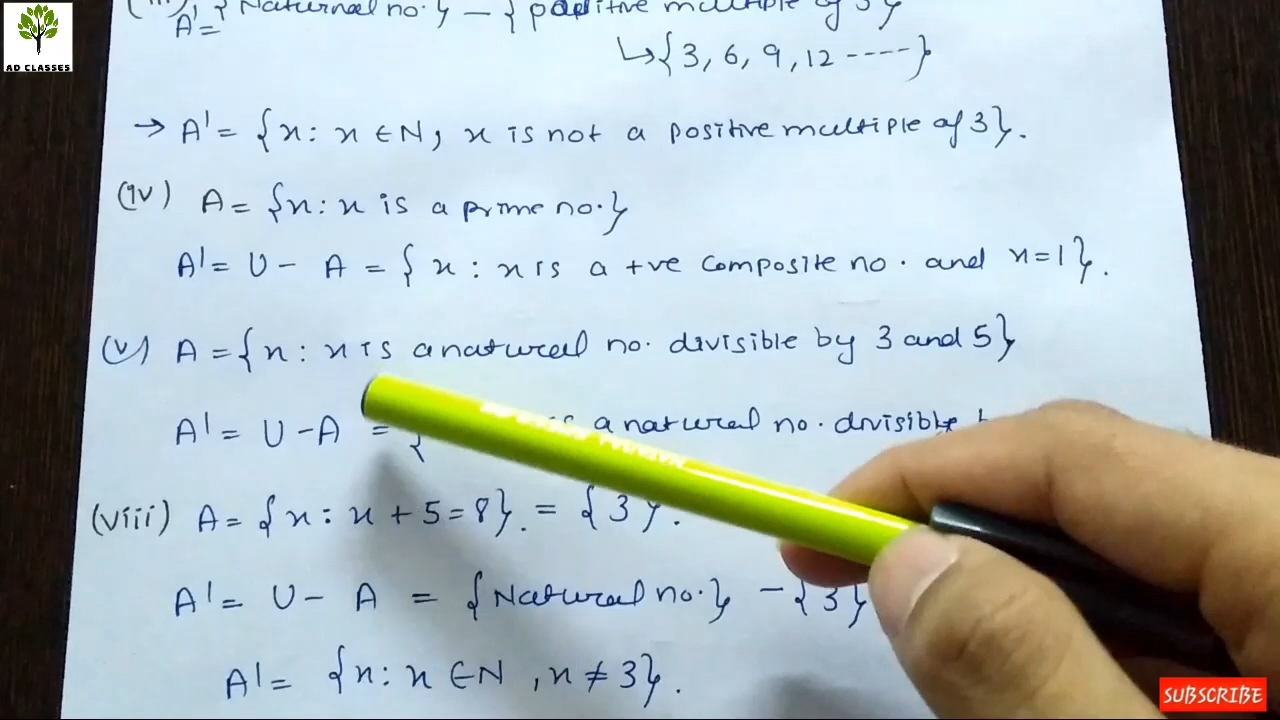 A' = { Naturnal no. } – { positive multiple of 3 }
AD CLASSES
↳ {3, 6, 9, 12 ----}
→ A' = {x : x ∈ N, x is not a positive multiple of 3}.
(iv) A = {x : x is a prime no.}
A' = U – A = { x : x is a +ve composite no. and x=1}.
(v) A = {x : x is a natural no. divisible by 3 and 5}
A' = U – A = { is a natural no. divisible
(viii) A = {x : x + 5 = 8}. = {3}.
A' = U – A = {Natural no.} – {3}
A' = {x : x ∈ N, x ≠ 3}.
SUBSCRIBE